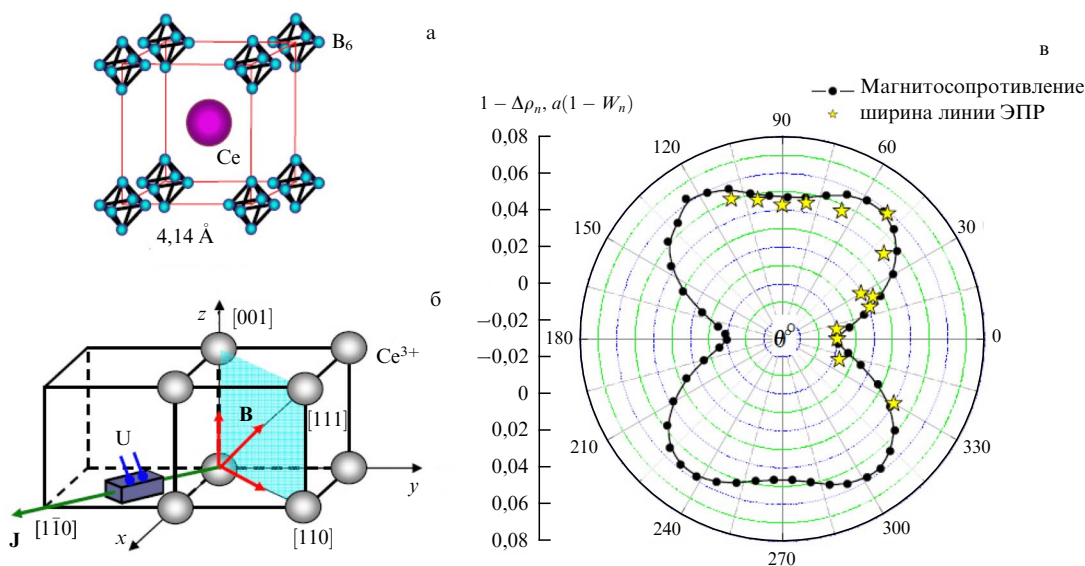 а
B₆
Ce
4,14 Å
б
z
[001]
Ce³⁺
[111]
B
U
y
[110]
x
[11̄0]
J
в
Магнитосопротивление
ширина линии ЭПР
1 − Δρₙ, a(1 − Wₙ)
0,08
0,06
0,04
0,02
0
−0,02
−0,02
0
0,02
0,04
0,06
0,08
90
60
30
0
330
300
270
240
210
180
150
120
θ°